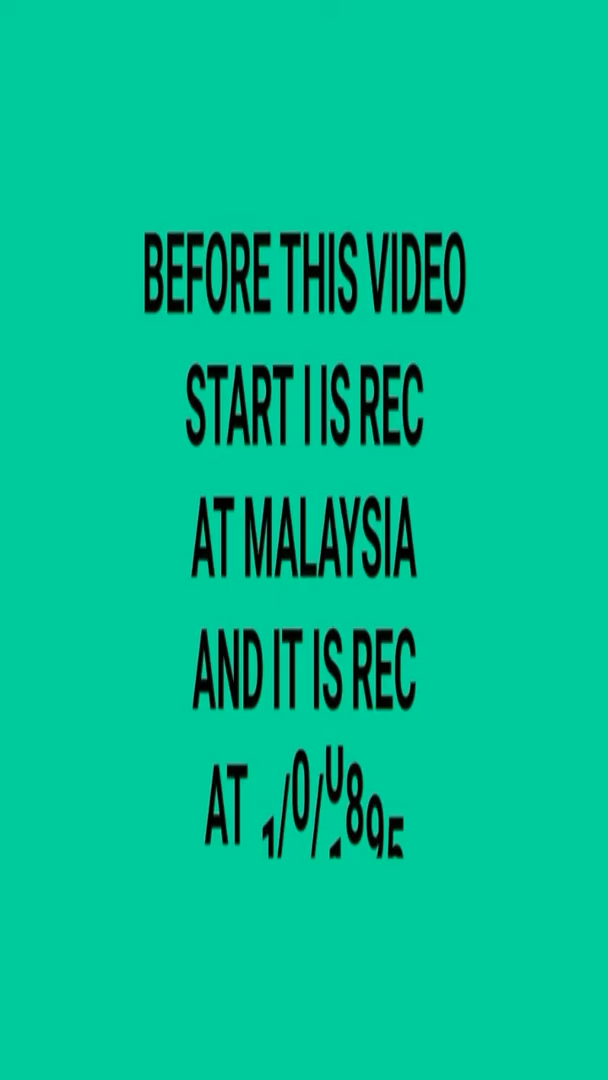 BEFORE THIS VIDEO
START I IS REC
AT MALAYSIA
AND IT IS REC
AT